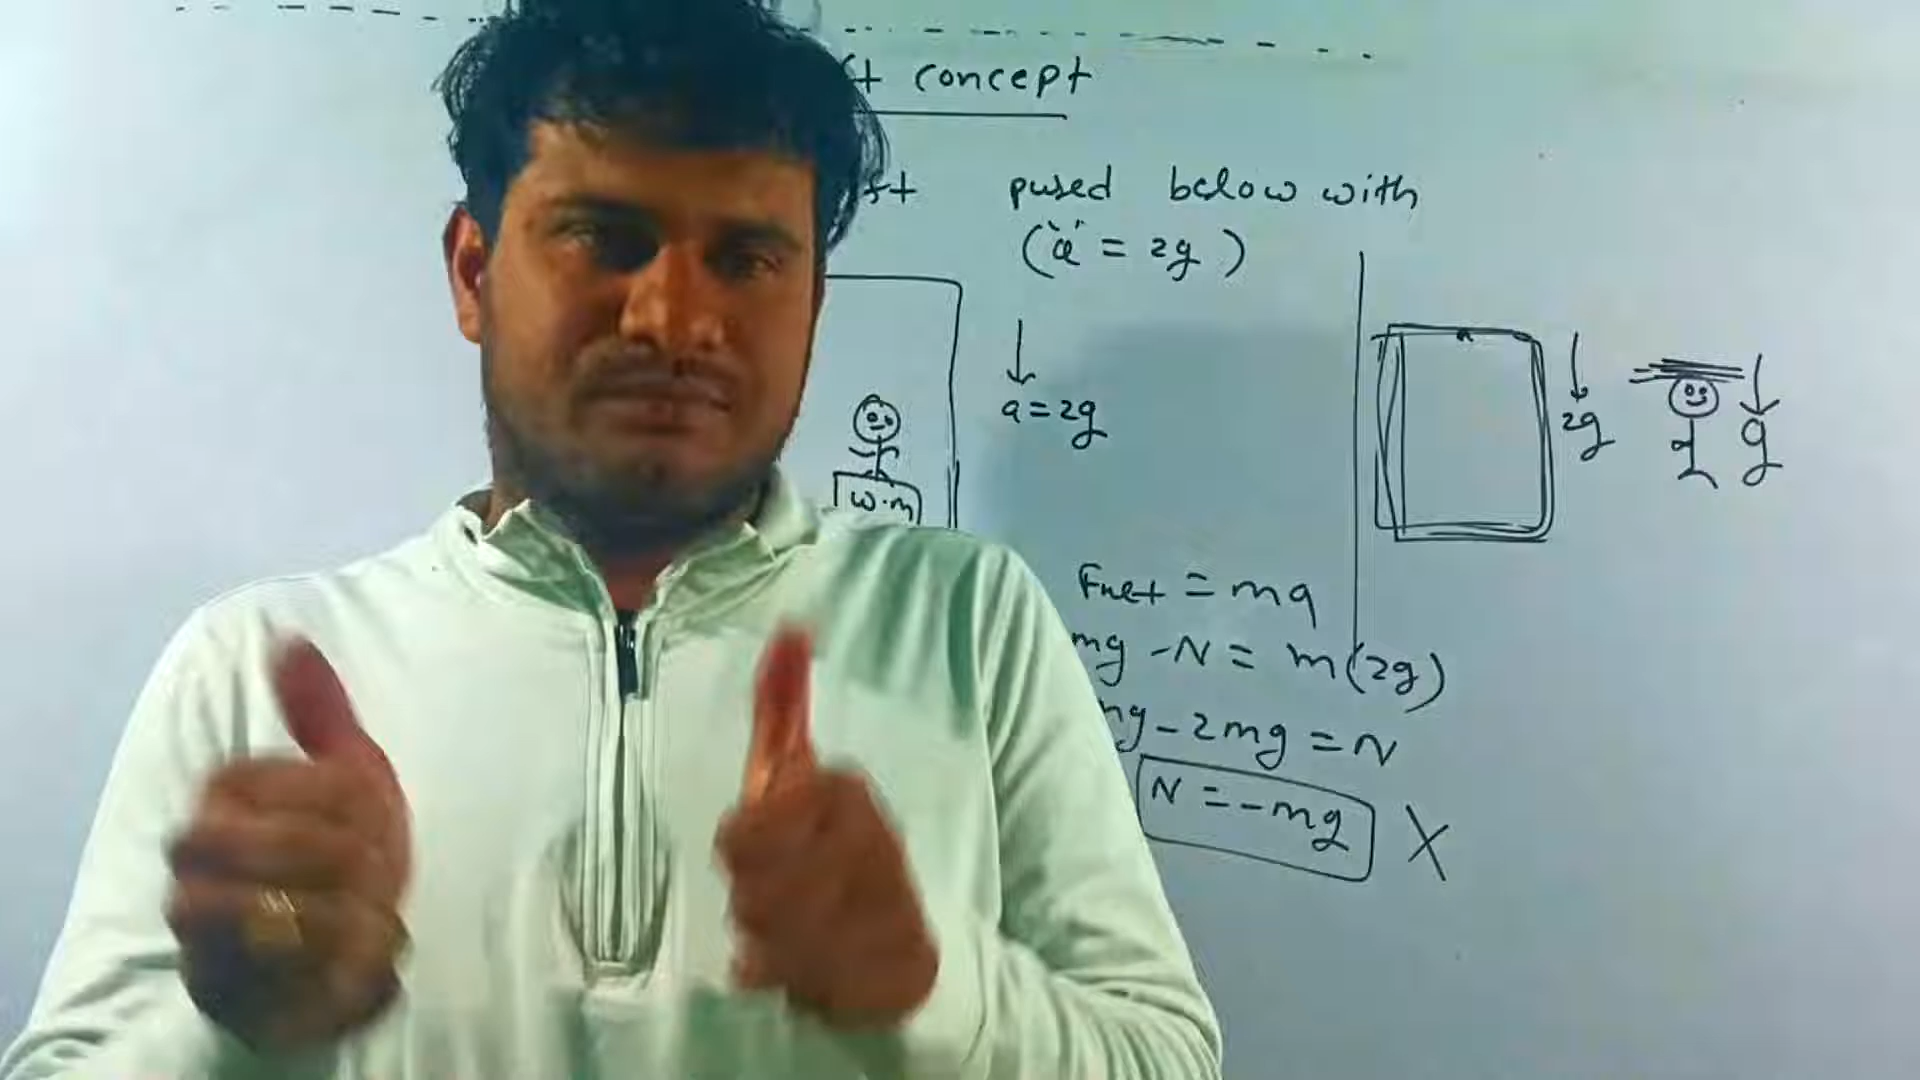 concept
pused below with
("a" = 2g)
a = 2g
2g
g
w.m
Fnet = ma
mg - N = m(2g)
mg - 2mg = N
N = -mg X